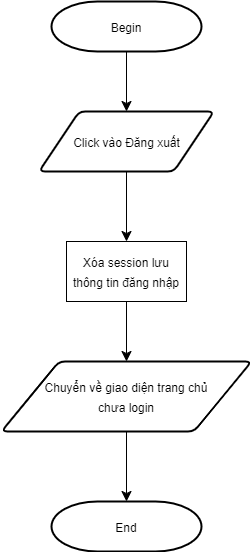 Begin
Click vào Đăng xuất
Xóa session lưu
thông tin đăng nhập
Chuyển về giao diện trang chủ
chưa login
End